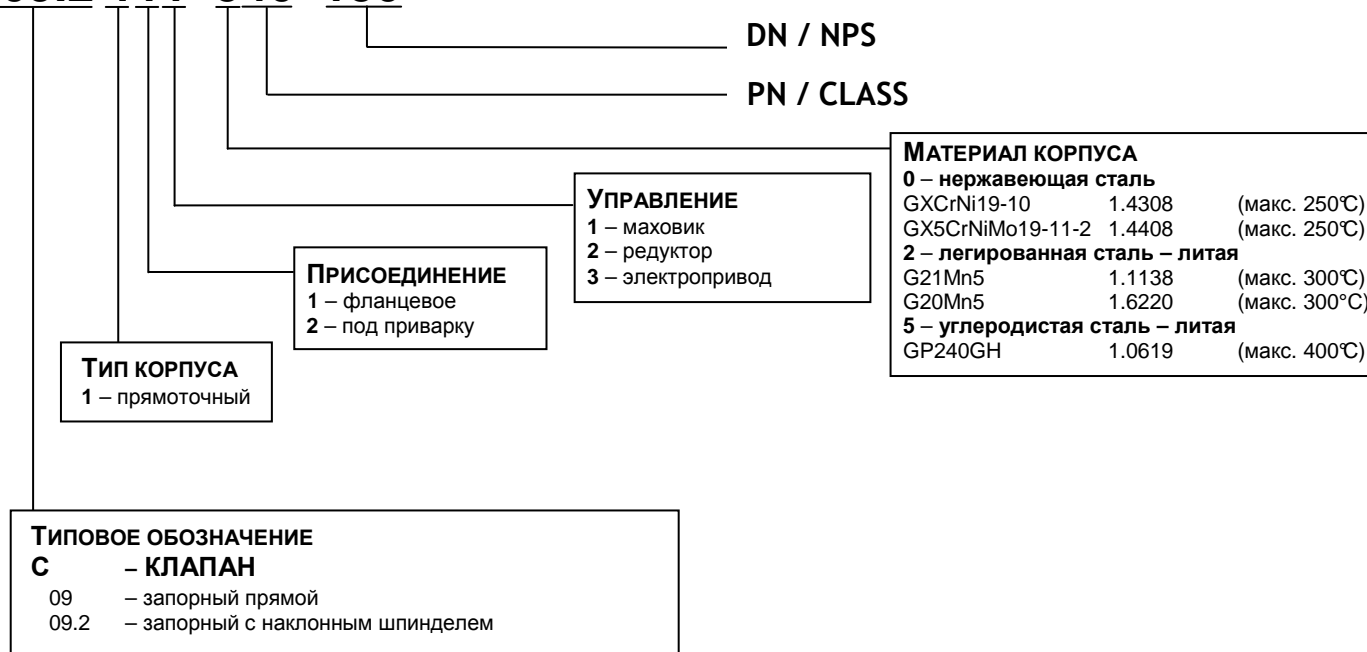 DN / NPS
PN / CLASS
МАТЕРИАЛ КОРПУСА
0 – нержавеющая сталь
GXCrNi19-10 1.4308 (макс. 250°C)
GX5CrNiMo19-11-2 1.4408 (макс. 250°C)
2 – легированная сталь – литая
G21Mn5 1.1138 (макс. 300°C)
G20Mn5 1.6220 (макс. 300°C)
5 – углеродистая сталь – литая
GP240GH 1.0619 (макс. 400°C)
УПРАВЛЕНИЕ
1 – маховик
2 – редуктор
3 – электропривод
ПРИСОЕДИНЕНИЕ
1 – фланцевое
2 – под приварку
ТИП КОРПУСА
1 – прямоточный
ТИПОВОЕ ОБОЗНАЧЕНИЕ
С – КЛАПАН
09 – запорный прямой
09.2 – запорный с наклонным шпинделем